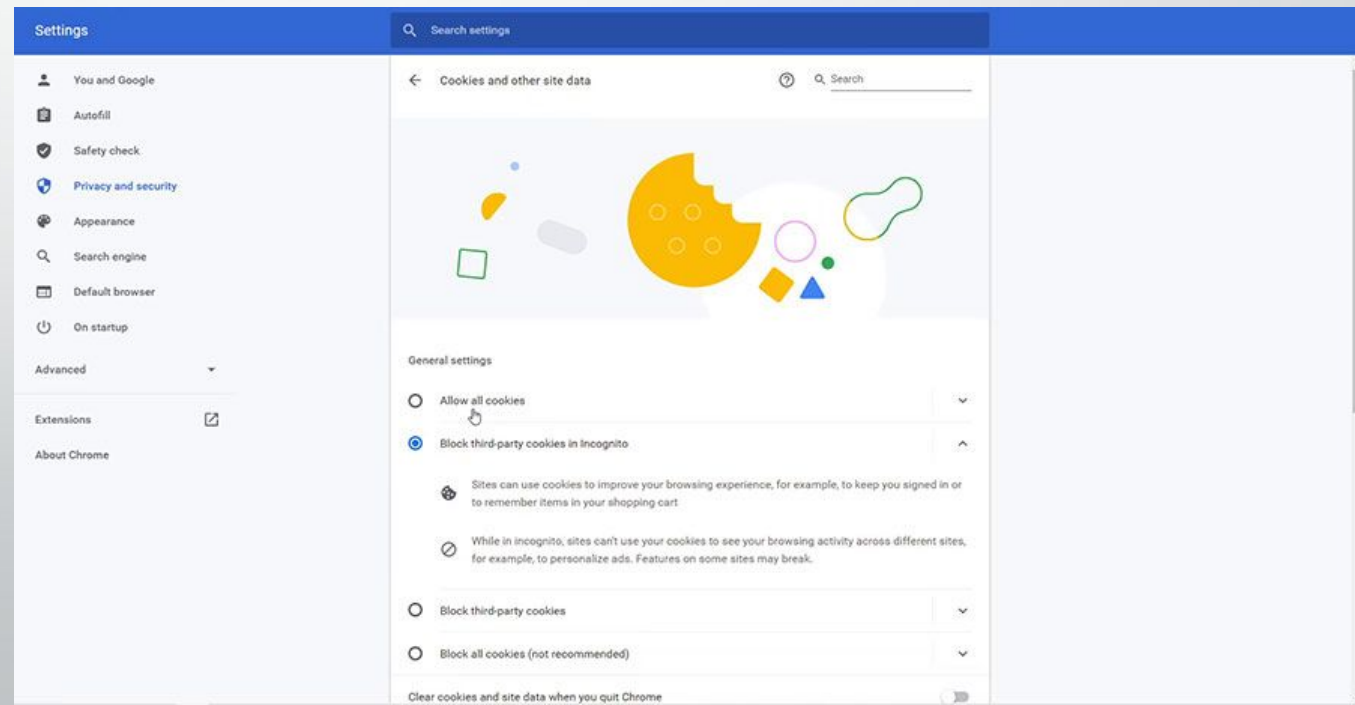 Settings
Search settings
You and Google
Autofill
Safety check
Privacy and security
Appearance
Search engine
Default browser
On startup
Advanced
Extensions
About Chrome
Cookies and other site data
Search
General settings
Allow all cookies
Block third-party cookies in Incognito
Sites can use cookies to improve your browsing experience, for example, to keep you signed in or
to remember items in your shopping cart
While in incognito, sites can't use your cookies to see your browsing activity across different sites,
for example, to personalize ads. Features on some sites may break.
Block third-party cookies
Block all cookies (not recommended)
Clear cookies and site data when you quit Chrome